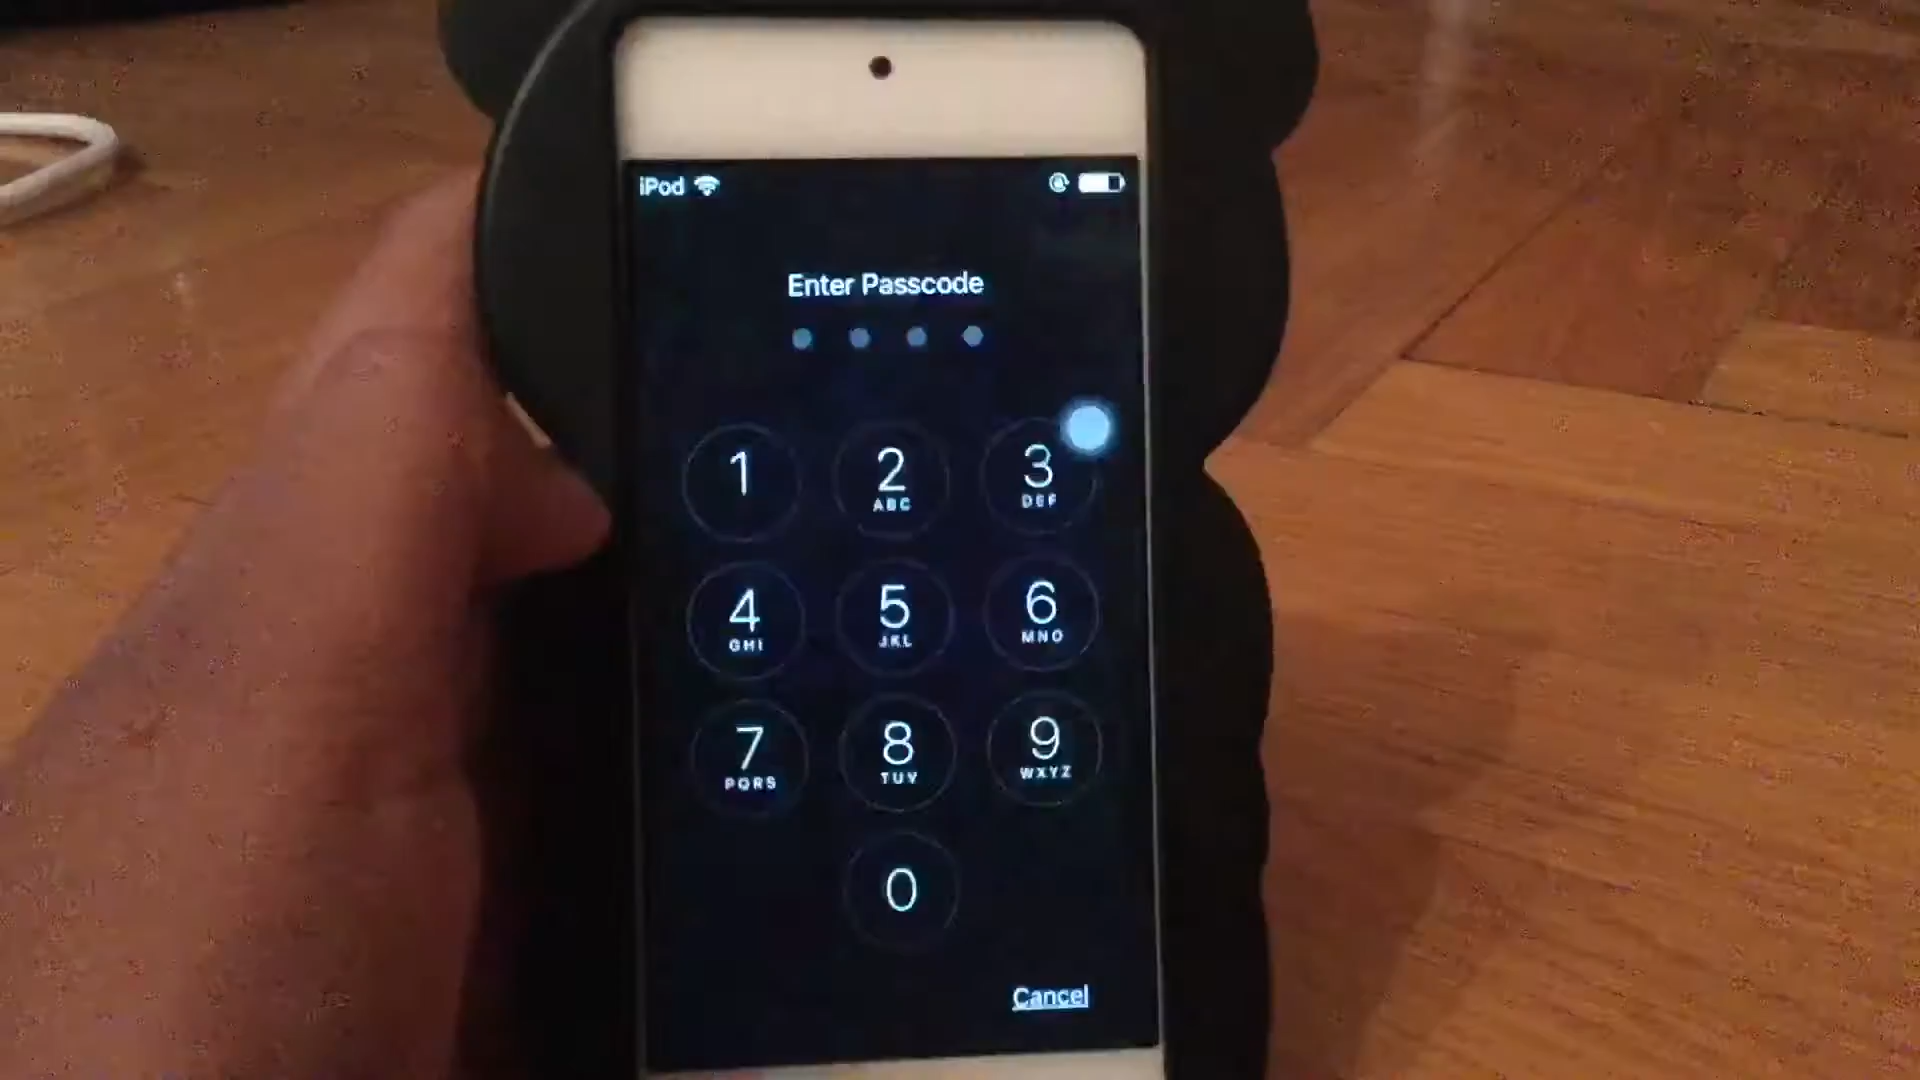 iPod
Enter Passcode
1 2 3
ABC DEF
4 5 6
GHI JKL MNO
7 8 9
PQRS TUV WXYZ
0
Cancel